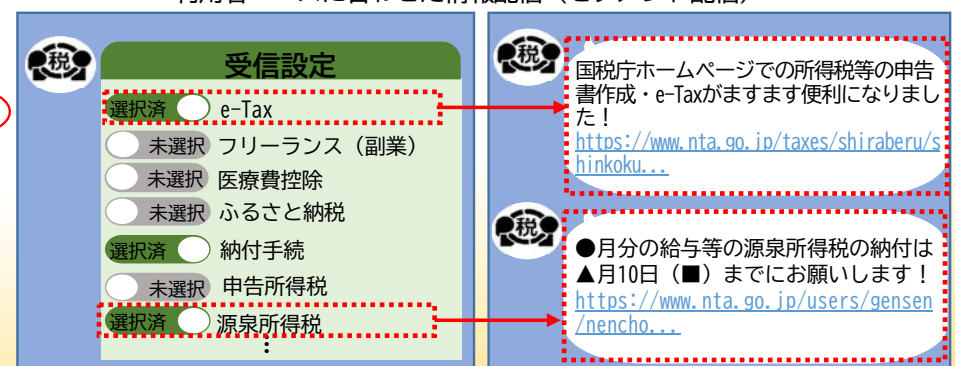 税
受信設定
選択済 e-Tax
未選択 フリーランス（副業）
未選択 医療費控除
未選択 ふるさと納税
選択済 納付手続
未選択 申告所得税
選択済 源泉所得税
⋮
税
国税庁ホームページでの所得税等の申告
書作成・e-Taxがますます便利になりまし
た！
https://www.nta.go.jp/taxes/shiraberu/s
hinkoku...
税
●月分の給与等の源泉所得税の納付は
▲月10日（■）までにお願いします！
https://www.nta.go.jp/users/gensen
/nencho...